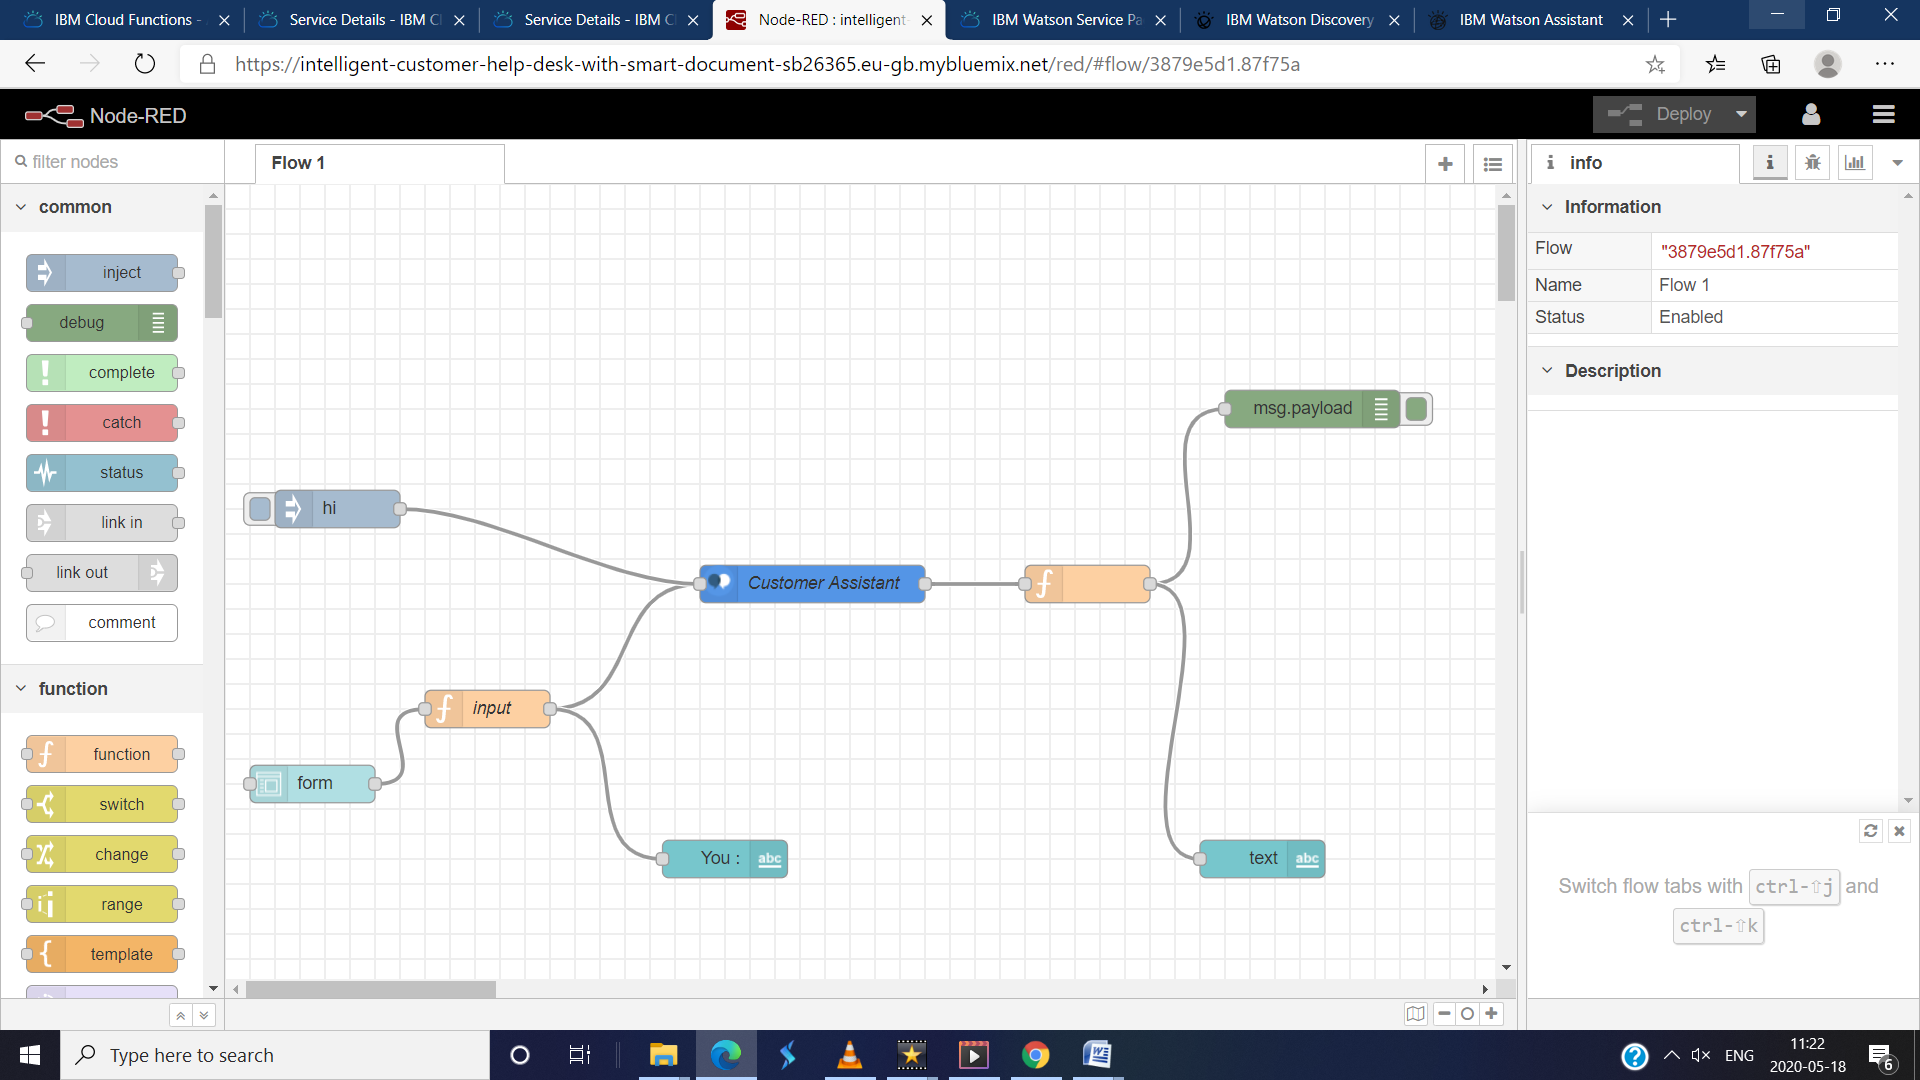 IBM Cloud Functions -
Service Details - IBM Cl
Service Details - IBM Cl
Node-RED : intelligent-
IBM Watson Service Pa
IBM Watson Discovery
IBM Watson Assistant
https://intelligent-customer-help-desk-with-smart-document-sb26365.eu-gb.mybluemix.net/red/#flow/3879e5d1.87f75a
Node-RED
Deploy
filter nodes
common
inject
debug
complete
catch
status
link in
link out
comment
function
function
switch
change
range
template
Flow 1
hi
Customer Assistant
msg.payload
input
form
You :
abc
text
abc
info
Information
Flow "3879e5d1.87f75a"
Name Flow 1
Status Enabled
Description
Switch flow tabs with ctrl-⇧j and
ctrl-⇧k
Type here to search
ENG
11:22
2020-05-18
6